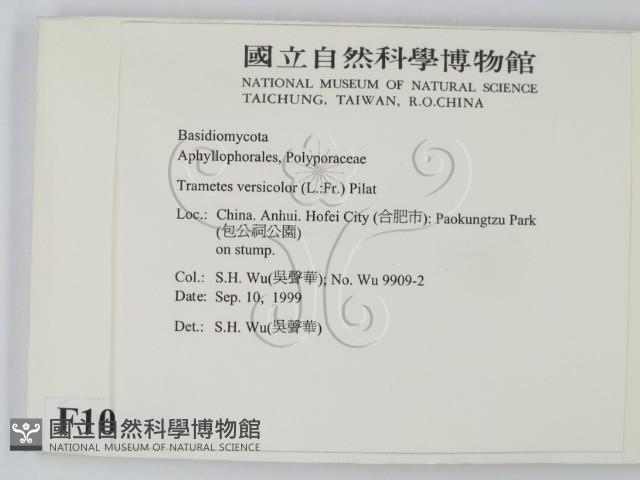 國立自然科學博物館
NATIONAL MUSEUM OF NATURAL SCIENCE
TAICHUNG, TAIWAN, R.O.CHINA
Basidiomycota
Aphyllophorales, Polyporaceae
Trametes versicolor (L.:Fr.) Pilat
Loc.: China. Anhui. Hofei City (合肥市): Paokungtzu Park
(包公祠公園)
on stump.
Col.: S.H. Wu(吳聲華); No. Wu 9909-2
Date: Sep. 10, 1999
Det.: S.H. Wu(吳聲華)
F10
國立自然科學博物館
NATIONAL MUSEUM OF NATURAL SCIENCE